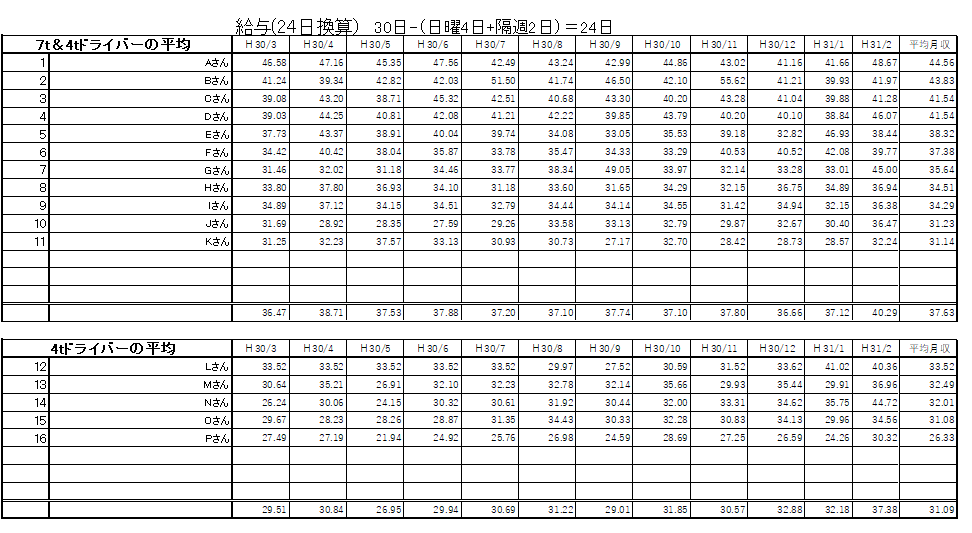 給与(24日換算) 30日-(日曜4日+隔週2日)=24日
7t&4tドライバーの平均 H30/3 H30/4 H30/5 H30/6 H30/7 H30/8 H30/9 H30/10 H30/11 H30/12 H31/1 H31/2 平均月収
1 Aさん 46.58 47.16 45.35 47.56 42.49 43.24 42.99 44.86 43.02 41.16 41.66 48.67 44.56
2 Bさん 41.24 39.34 42.82 42.03 51.50 41.74 46.50 42.10 55.62 41.21 39.93 41.97 43.83
3 Cさん 39.08 43.20 38.71 45.32 42.51 40.68 43.30 40.20 43.28 41.04 39.88 41.28 41.54
4 Dさん 39.03 44.25 40.81 42.08 41.21 42.22 39.85 43.79 40.20 40.10 38.84 46.07 41.54
5 Eさん 37.73 43.37 38.91 40.04 39.74 34.08 33.05 35.53 39.18 32.82 46.93 38.44 38.32
6 Fさん 34.42 40.42 38.04 35.87 33.78 35.47 34.33 33.29 40.53 40.52 42.08 39.77 37.38
7 Gさん 31.46 32.02 31.18 34.46 33.77 38.34 49.05 33.97 32.14 33.28 33.01 45.00 35.64
8 Hさん 33.80 37.80 36.93 34.10 31.18 33.60 31.65 34.29 32.15 36.75 34.89 36.94 34.51
9 Iさん 34.89 37.12 34.15 34.51 32.79 34.44 34.14 34.55 31.42 34.94 32.15 36.38 34.29
10 Jさん 31.69 28.92 28.35 27.59 29.26 33.58 33.13 32.79 29.87 32.67 30.40 36.47 31.23
11 Kさん 31.25 32.23 37.57 33.13 30.93 30.73 27.17 32.70 28.42 28.73 28.57 32.24 31.14
36.47 38.71 37.53 37.88 37.20 37.10 37.74 37.10 37.80 36.66 37.12 40.29 37.63
4tドライバーの平均 H30/3 H30/4 H30/5 H30/6 H30/7 H30/8 H30/9 H30/10 H30/11 H30/12 H31/1 H31/2 平均月収
12 Lさん 33.52 33.52 33.52 33.52 33.52 29.97 27.52 30.59 31.52 33.62 41.02 40.36 33.52
13 Mさん 30.64 35.21 26.91 32.10 32.23 32.78 32.14 35.66 29.93 35.44 29.91 36.96 32.49
14 Nさん 26.24 30.06 24.15 30.32 30.61 31.92 30.44 32.00 33.31 34.62 35.75 44.72 32.01
15 Oさん 29.67 28.23 28.26 28.87 31.35 34.43 30.33 32.28 30.83 34.13 29.96 34.56 31.08
16 Pさん 27.49 27.19 21.94 24.92 25.76 26.98 24.59 28.69 27.25 26.59 24.26 30.32 26.33
29.51 30.84 26.95 29.94 30.69 31.22 29.01 31.85 30.57 32.88 32.18 37.38 31.09